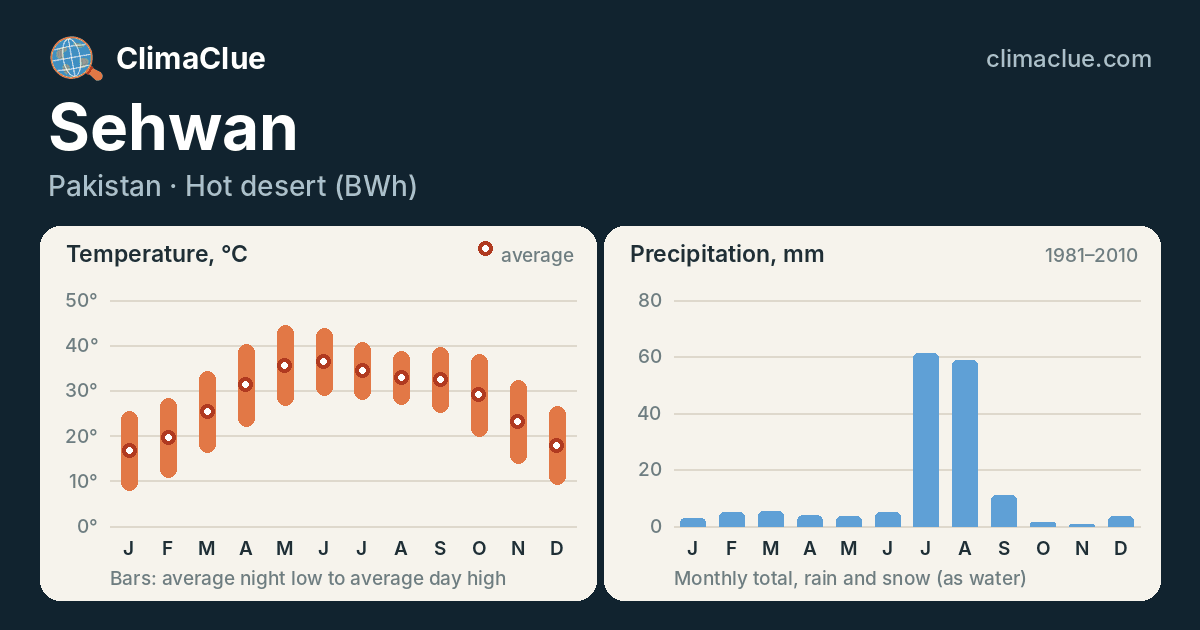 ClimaClue
climaclue.com
Sehwan
Pakistan · Hot desert (BWh)
Temperature, °C
average
50°
40°
30°
20°
10°
0°
J F M A M J J A S O N D
Bars: average night low to average day high
Precipitation, mm
1981–2010
80
60
40
20
0
J F M A M J J A S O N D
Monthly total, rain and snow (as water)